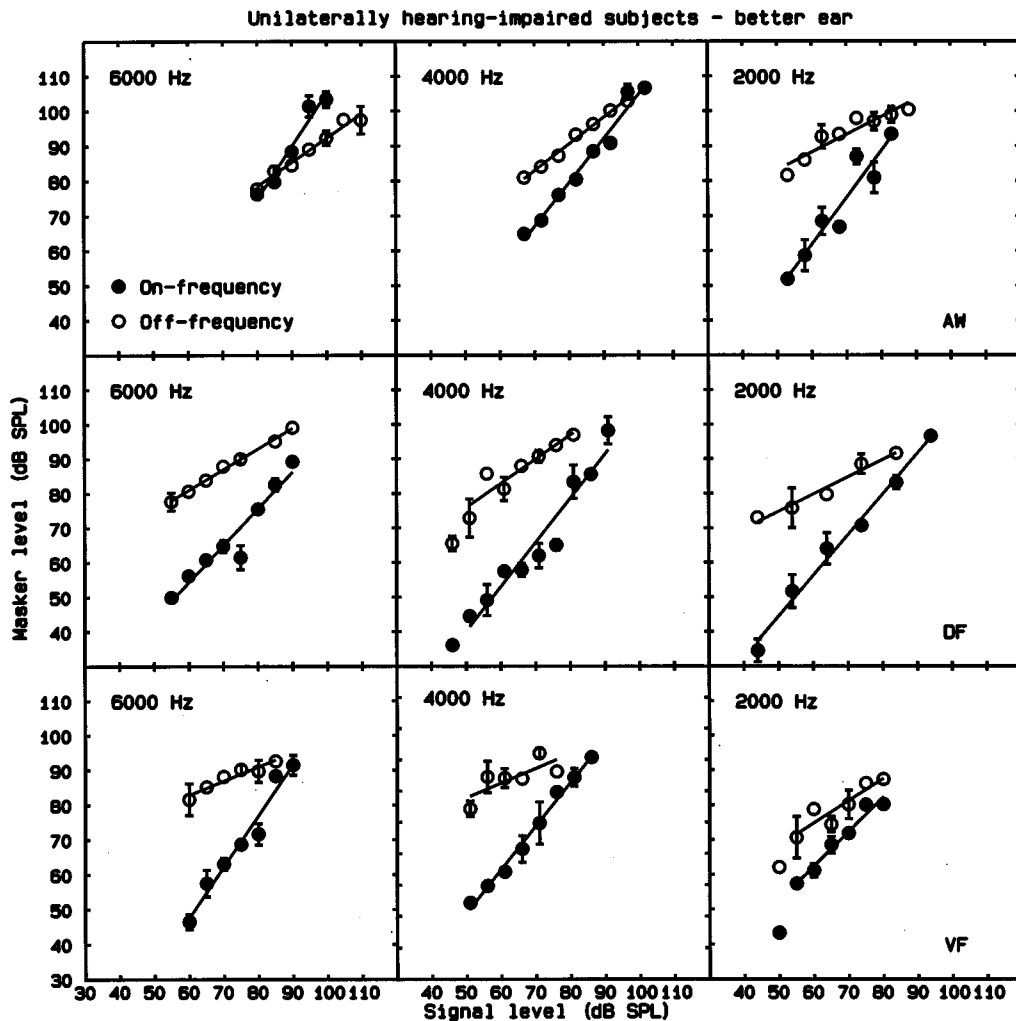 Unilaterally hearing-impaired subjects - better ear
6000 Hz
4000 Hz
2000 Hz
110
100
90
80
70
60
50
40
On-frequency
Off-frequency
AW
6000 Hz
4000 Hz
2000 Hz
110
100
90
80
70
60
50
40
DF
Masker level (dB SPL)
6000 Hz
4000 Hz
2000 Hz
110
100
90
80
70
60
50
40
30
VF
30 40 50 60 70 80 90 100 110
40 50 60 70 80 90 100 110
40 50 60 70 80 90 100 110
Signal level (dB SPL)